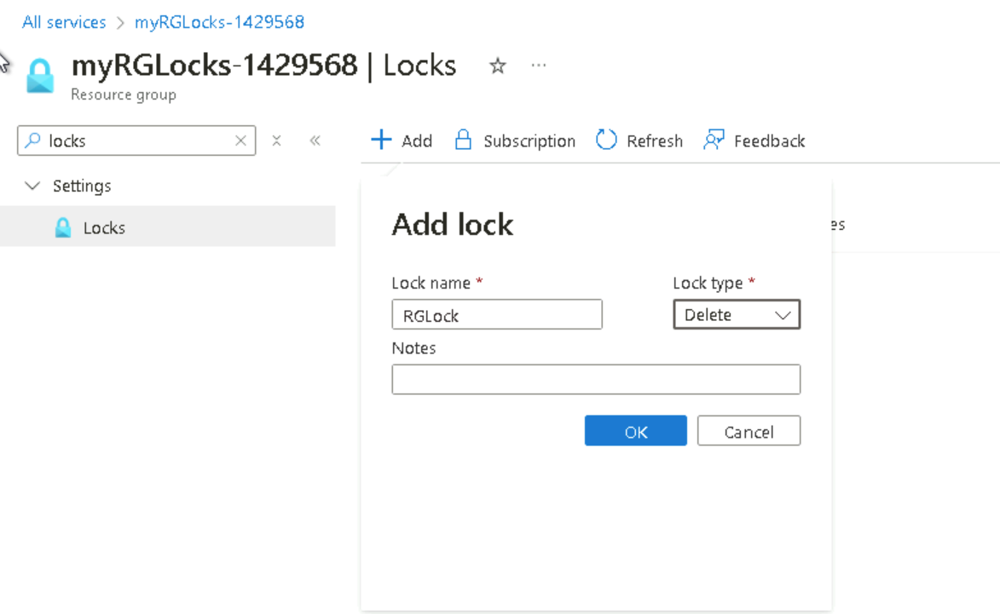 All services > myRGLocks-1429568
myRGLocks-1429568 | Locks
Resource group
locks
Add
Subscription
Refresh
Feedback
Settings
Locks
Add lock
es
Lock name *
Lock type *
RGLock
Delete
Notes
OK
Cancel